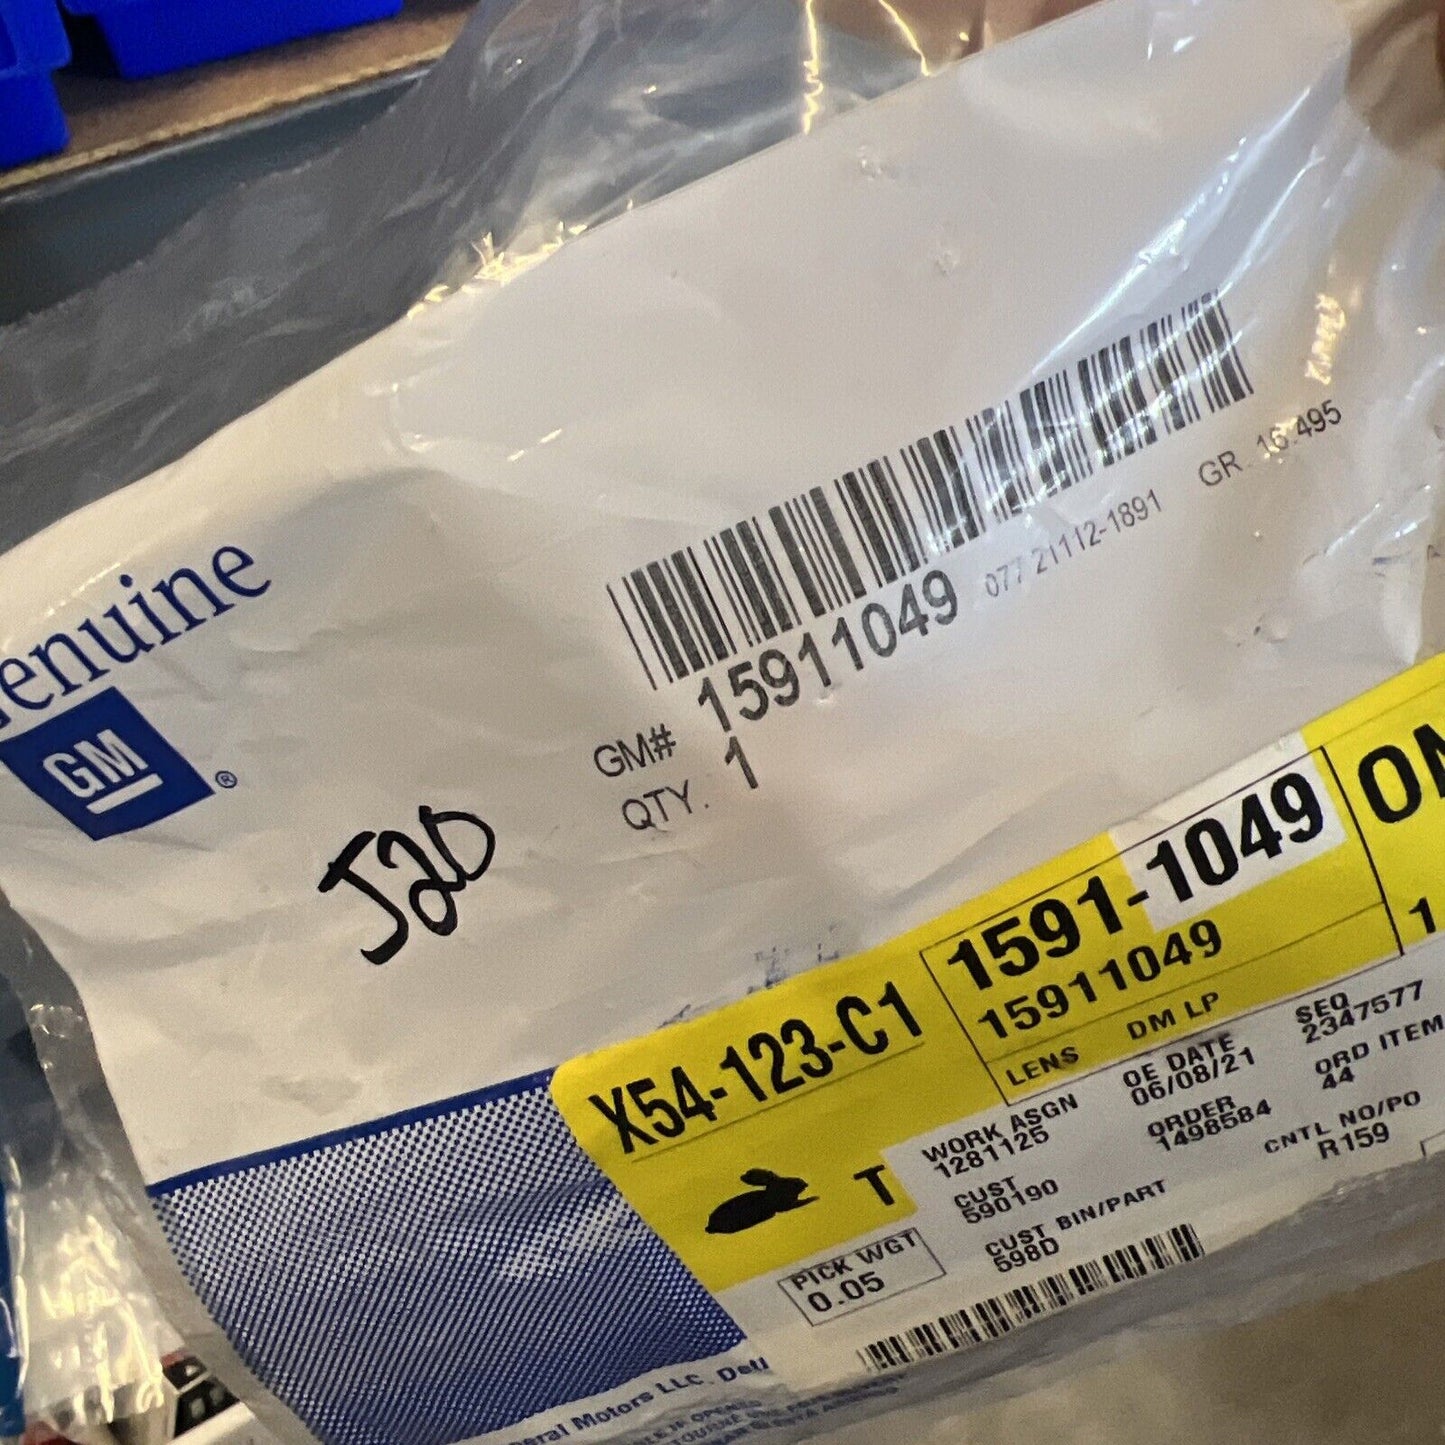 GM# 15911049
QTY. 1
077 21112-1891 GR. 16.495
GM ®
J20
X54-123-C1
T
1591-1049
15911049
LENS DM LP
WORK ASGN
1281125
OE DATE
06/08/21
SEQ
2347577
CUST
590190
ORDER
1498584
ORD ITEM
44
CUST BIN/PART
598D
CNTL NO/PO
R159
PICK WGT
0.05
Motors LLC